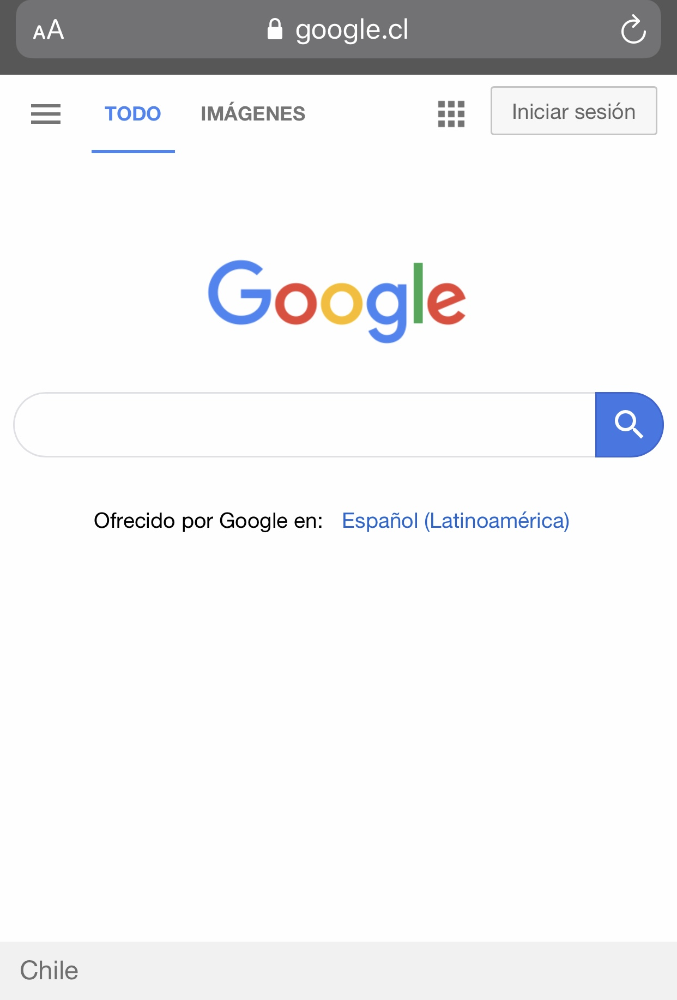 AA
google.cl
TODO IMÁGENES Iniciar sesión
Google
Ofrecido por Google en: Español (Latinoamérica)
Chile